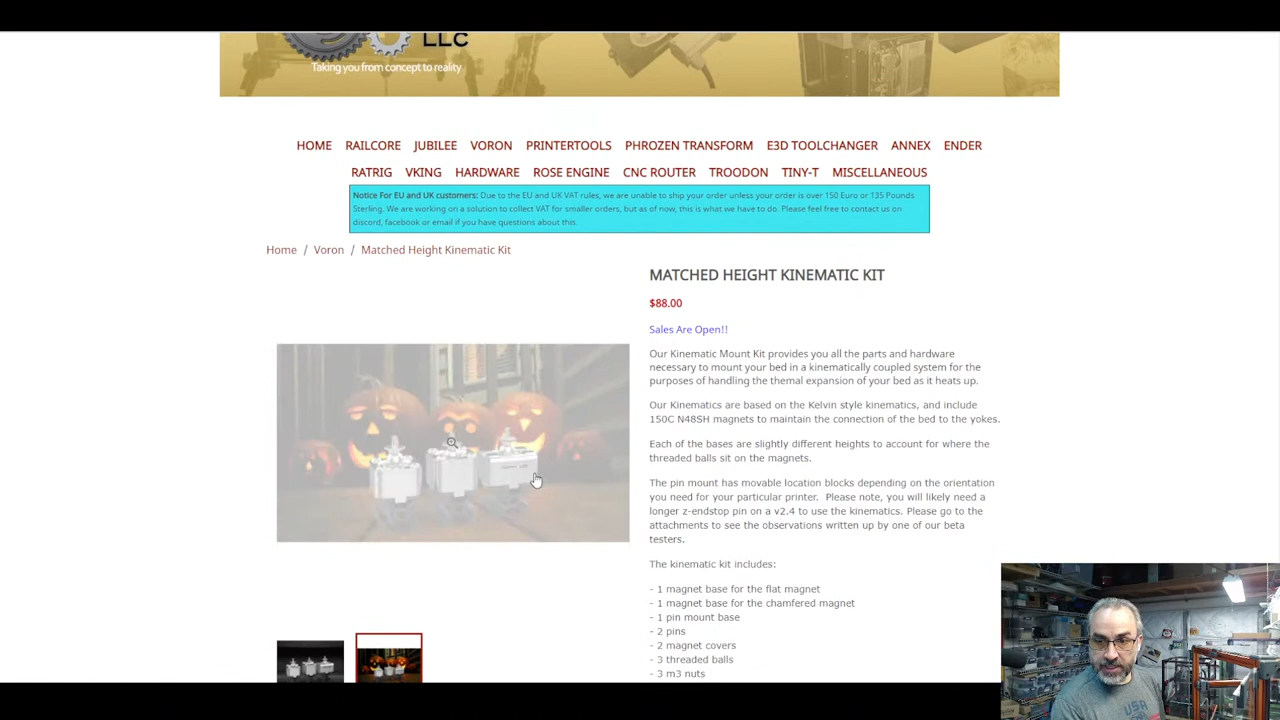 LLC
Taking you from concept to reality
HOME RAILCORE JUBILEE VORON PRINTERTOOLS PHROZEN TRANSFORM E3D TOOLCHANGER ANNEX ENDER
RATRIG VKING HARDWARE ROSE ENGINE CNC ROUTER TROODON TINY-T MISCELLANEOUS
Notice For EU and UK customers: Due to the EU and UK VAT rules, we are unable to ship your order unless your order is over 150 Euro or 135 Pounds
Sterling. We are working on a solution to collect VAT for smaller orders, but as of now, this is what we have to do. Please feel free to contact us on
discord, facebook or email if you have questions about this.
Home / Voron / Matched Height Kinematic Kit
MATCHED HEIGHT KINEMATIC KIT
$88.00
Sales Are Open!!
Our Kinematic Mount Kit provides you all the parts and hardware
necessary to mount your bed in a kinematically coupled system for the
purposes of handling the thermal expansion of your bed as it heats up.
Our Kinematics are based on the Kelvin style kinematics, and include
150C N48SH magnets to maintain the connection of the bed to the yokes.
Each of the bases are slightly different heights to account for where the
threaded balls sit on the magnets.
The pin mount has movable location blocks depending on the orientation
you need for your particular printer. Please note, you will likely need a
longer z-endstop pin on a v2.4 to use the kinematics. Please go to the
attachments to see the observations written up by one of our beta
testers.
The kinematic kit includes:
- 1 magnet base for the flat magnet
- 1 magnet base for the chamfered magnet
- 1 pin mount base
- 2 pins
- 2 magnet covers
- 3 threaded balls
- 3 m3 nuts
USA